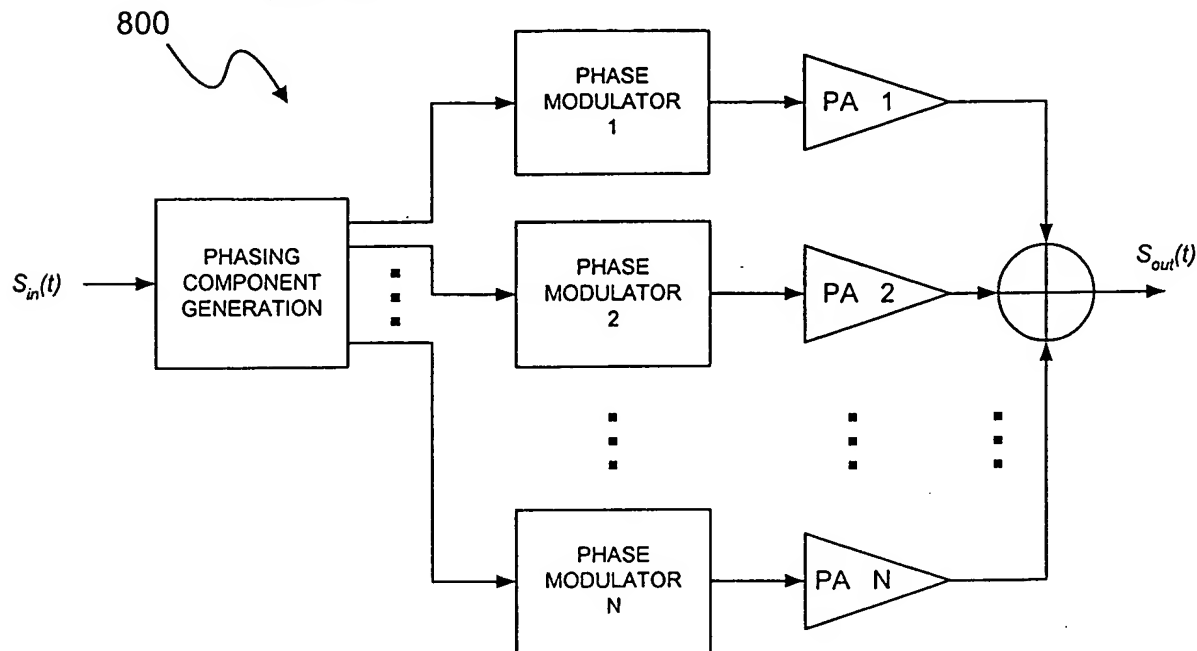 800
PHASE
MODULATOR
1
PA 1
PHASING
COMPONENT
GENERATION
S_in(t)
PHASE
MODULATOR
2
PA 2
S_out(t)
PHASE
MODULATOR
N
PA N